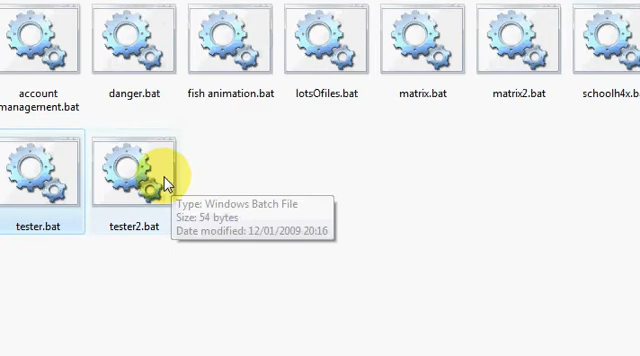 account
management.bat
danger.bat
fish animation.bat
lotsOfiles.bat
matrix.bat
matrix2.bat
schoolh4x.ba
tester.bat
tester2.bat
Type: Windows Batch File
Size: 54 bytes
Date modified: 12/01/2009 20:16